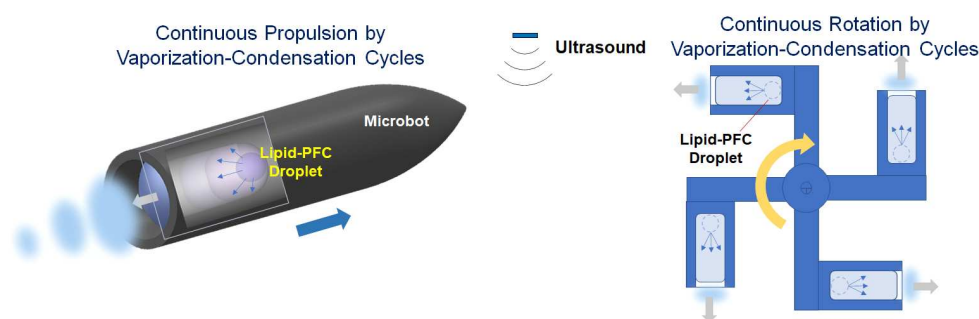 Continuous Propulsion by
Vaporization-Condensation Cycles
Microbot
Lipid-PFC
Droplet
Ultrasound
Continuous Rotation by
Vaporization-Condensation Cycles
Lipid-PFC
Droplet